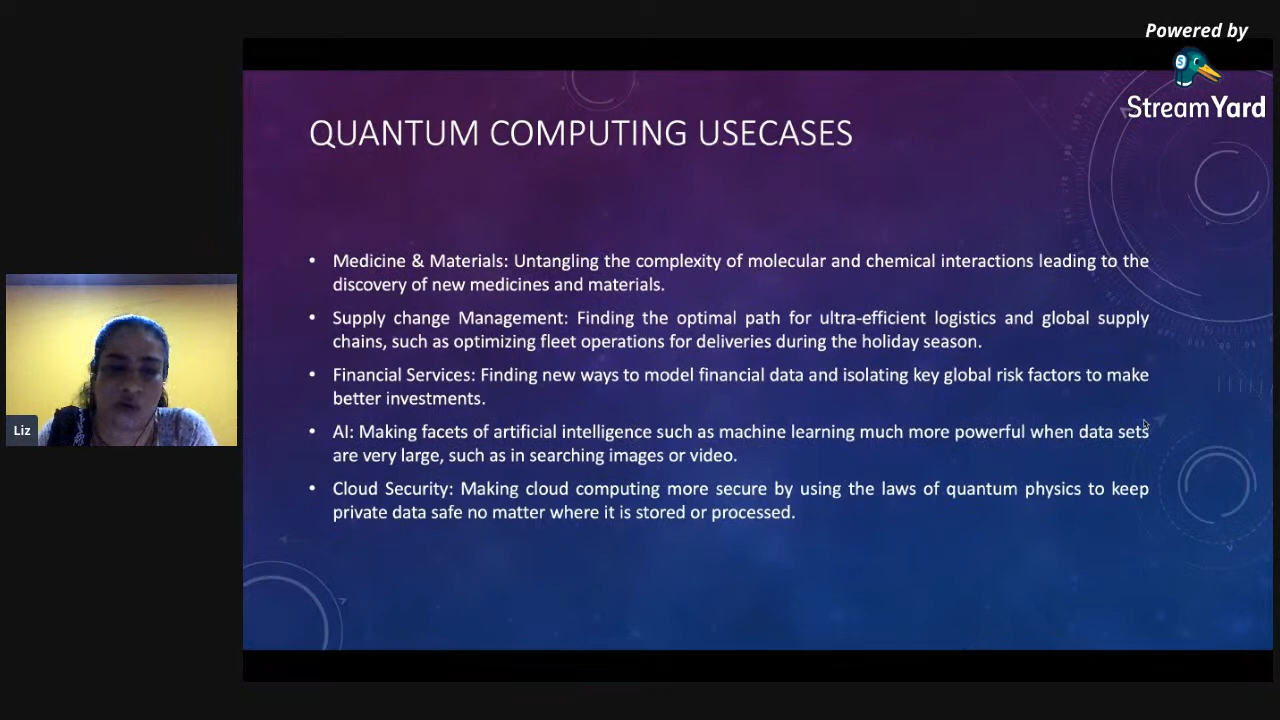 Powered by
StreamYard
QUANTUM COMPUTING USECASES
• Medicine & Materials: Untangling the complexity of molecular and chemical interactions leading to the
discovery of new medicines and materials.
• Supply change Management: Finding the optimal path for ultra-efficient logistics and global supply
chains, such as optimizing fleet operations for deliveries during the holiday season.
• Financial Services: Finding new ways to model financial data and isolating key global risk factors to make
better investments.
• AI: Making facets of artificial intelligence such as machine learning much more powerful when data sets
are very large, such as in searching images or video.
• Cloud Security: Making cloud computing more secure by using the laws of quantum physics to keep
private data safe no matter where it is stored or processed.
Liz